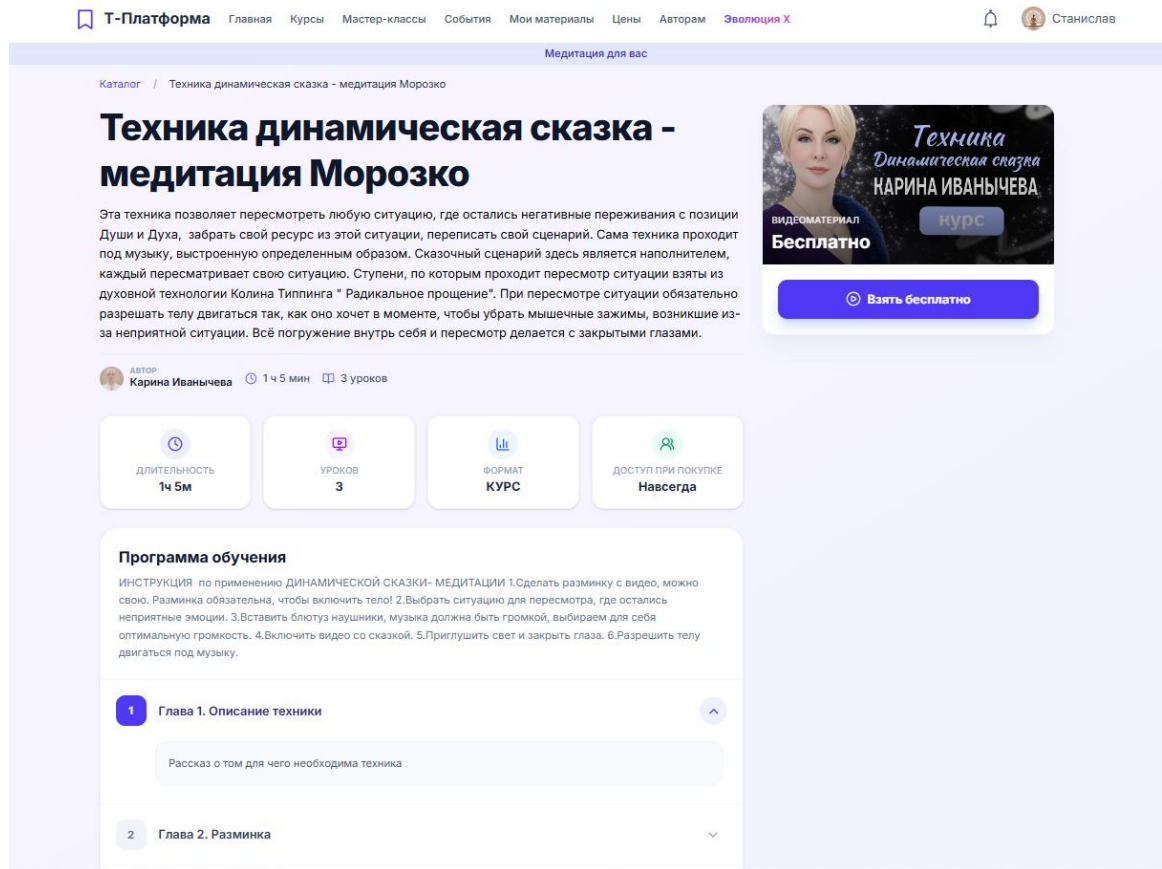 Т-Платформа Главная Курсы Мастер-классы События Мои материалы Цены Авторам Эволюция X Станислав
Медитация для вас
Каталог / Техника динамическая сказка - медитация Морозко
Техника динамическая сказка -
медитация Морозко
Эта техника позволяет пересмотреть любую ситуацию, где остались негативные переживания с позиции
Души и Духа,  забрать свой ресурс из этой ситуации, переписать свой сценарий. Сама техника проходит
под музыку, выстроенную определенным образом. Сказочный сценарий здесь является наполнителем,
каждый пересматривает свою ситуацию. Ступени, по которым проходит пересмотр ситуации взяты из
духовной технологии Колина Типпинга " Радикальное прощение". При пересмотре ситуации обязательно
разрешать телу двигаться так, как оно хочет в моменте, чтобы убрать мышечные зажимы, возникшие из-
за неприятной ситуации. Всё погружение внутрь себя и пересмотр делается с закрытыми глазами.
АВТОР
Карина Иванычева 1 ч 5 мин 3 уроков
ДЛИТЕЛЬНОСТЬ
1ч 5м
УРОКОВ
3
ФОРМАТ
КУРС
ДОСТУП ПРИ ПОКУПКЕ
Навсегда
Программа обучения
ИНСТРУКЦИЯ  по применению ДИНАМИЧЕСКОЙ СКАЗКИ- МЕДИТАЦИИ 1.Сделать разминку с видео, можно
свою. Разминка обязательна, чтобы включить тело! 2.Выбрать ситуацию для пересмотра, где остались
неприятные эмоции. 3.Вставить блютуз наушники, музыка должна быть громкой, выбираем для себя
оптимальную громкость. 4.Включить видео со сказкой. 5.Приглушить свет и закрыть глаза. 6.Разрешить телу
двигаться под музыку.
1 Глава 1. Описание техники
Рассказ о том для чего необходима техника
2 Глава 2. Разминка
Техника
Динамическая сказка
КАРИНА ИВАНЫЧЕВА
курс
ВИДЕОМАТЕРИАЛ
Бесплатно
Взять бесплатно